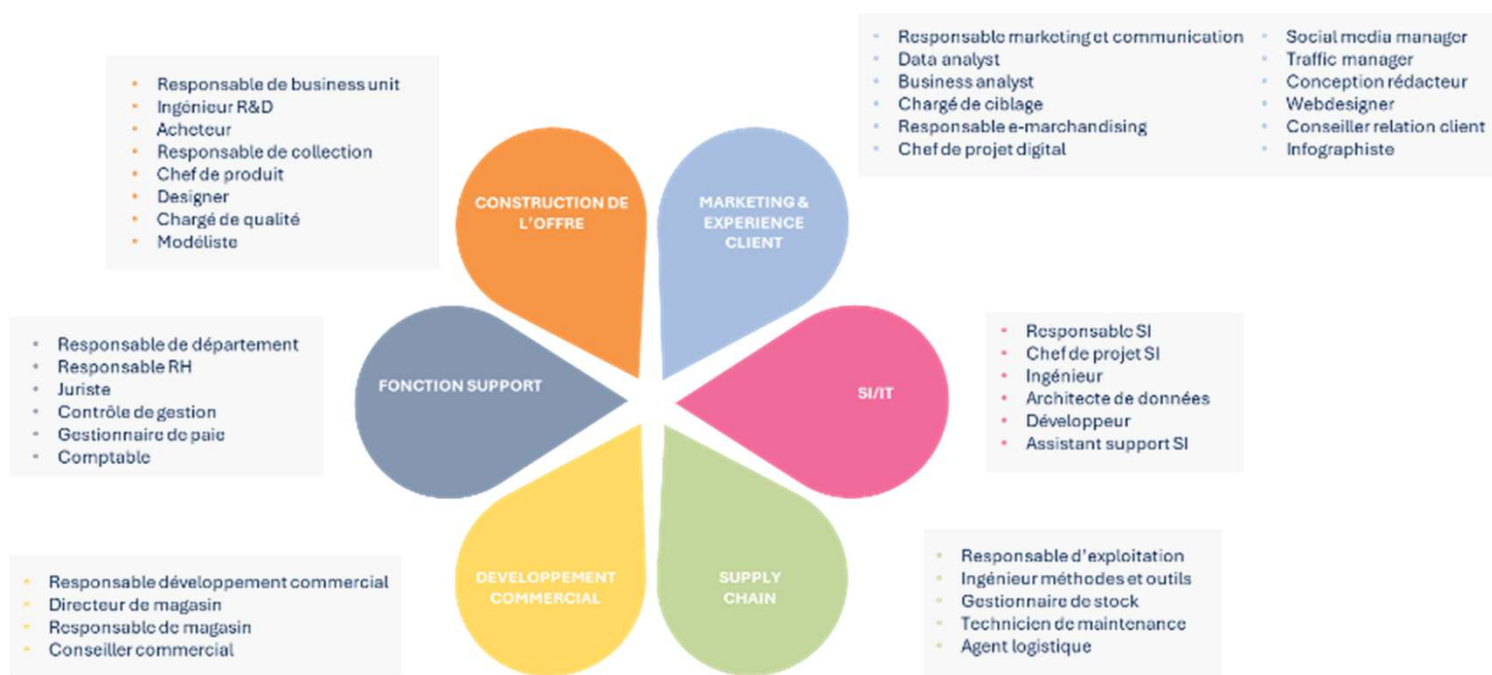 Responsable marketing et communication
Data analyst
Business analyst
Chargé de ciblage
Responsable e-marchandising
Chef de projet digital
Social media manager
Traffic manager
Conception rédacteur
Webdesigner
Conseiller relation client
Infographiste
Responsable de business unit
Ingénieur R&D
Acheteur
Responsable de collection
Chef de produit
Designer
Chargé de qualité
Modéliste
CONSTRUCTION DE
L'OFFRE
MARKETING &
EXPERIENCE
CLIENT
Responsable de département
Responsable RH
Juriste
Contrôle de gestion
Gestionnaire de paie
Comptable
FONCTION SUPPORT
SI/IT
Responsable SI
Chef de projet SI
Ingénieur
Architecte de données
Développeur
Assistant support SI
Responsable développement commercial
Directeur de magasin
Responsable de magasin
Conseiller commercial
DEVELOPPEMENT
COMMERCIAL
SUPPLY
CHAIN
Responsable d'exploitation
Ingénieur méthodes et outils
Gestionnaire de stock
Technicien de maintenance
Agent logistique